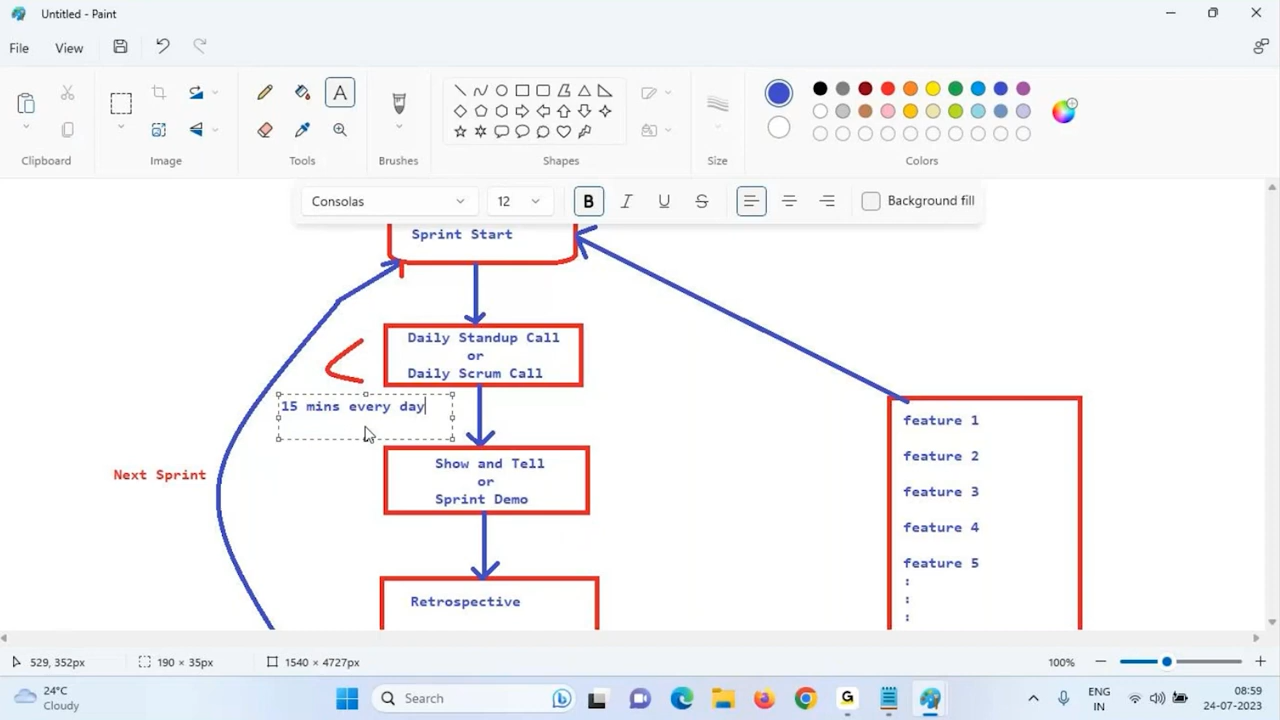 Untitled - Paint
File View
Clipboard
Image
Tools
Brushes
Shapes
Size
Colors
A
Consolas
12
B I U S
Background fill
Sprint Start
Daily Standup Call
or
Daily Scrum Call
15 mins every day
Show and Tell
or
Sprint Demo
Next Sprint
Retrospective
feature 1
feature 2
feature 3
feature 4
feature 5
:
:
:
529, 352px
190 × 35px
1540 × 4727px
100%
24°C
Cloudy
Search
G
ENG
IN
08:59
24-07-2023